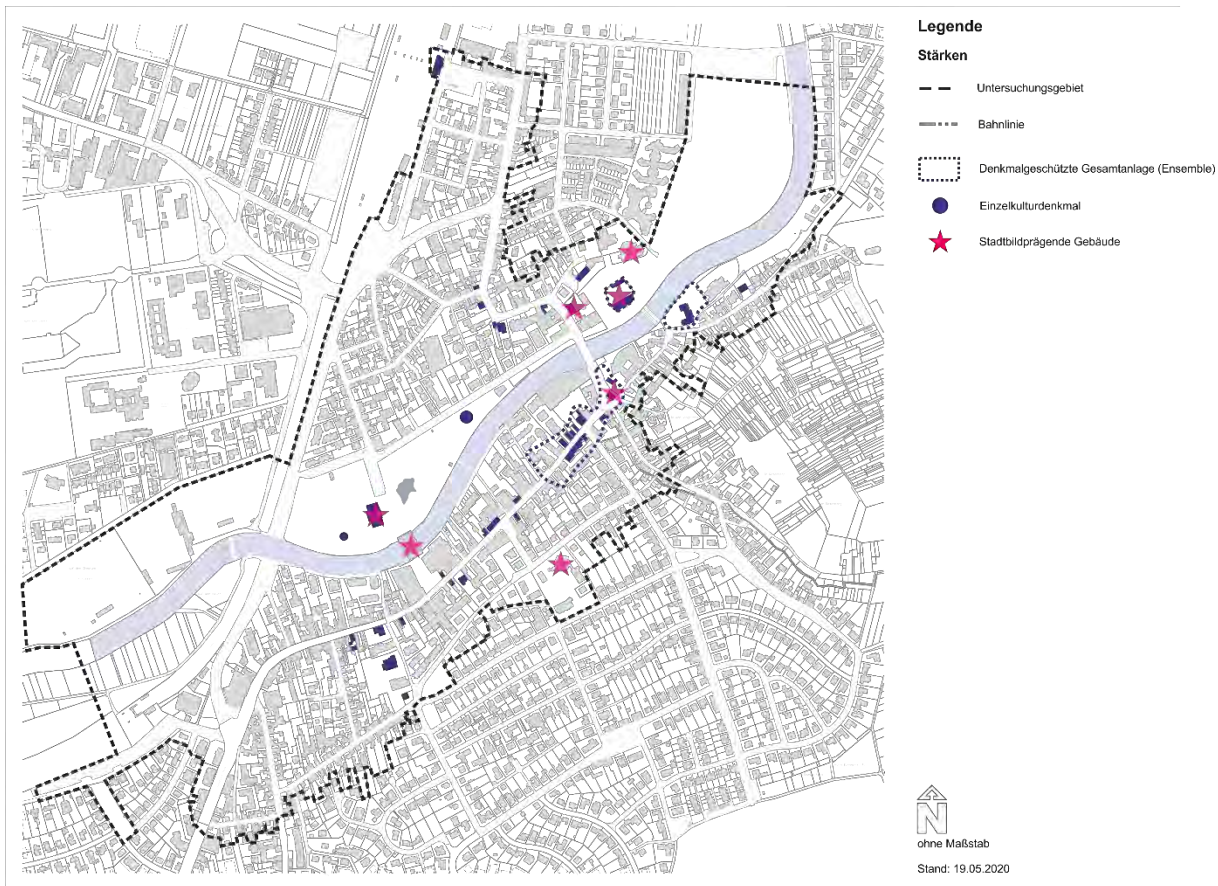 Legende
Stärken
Untersuchungsgebiet
Bahnlinie
Denkmalgeschützte Gesamtanlage (Ensemble)
Einzelkulturdenkmal
Stadtbildprägende Gebäude
N
ohne Maßstab
Stand: 19.05.2020